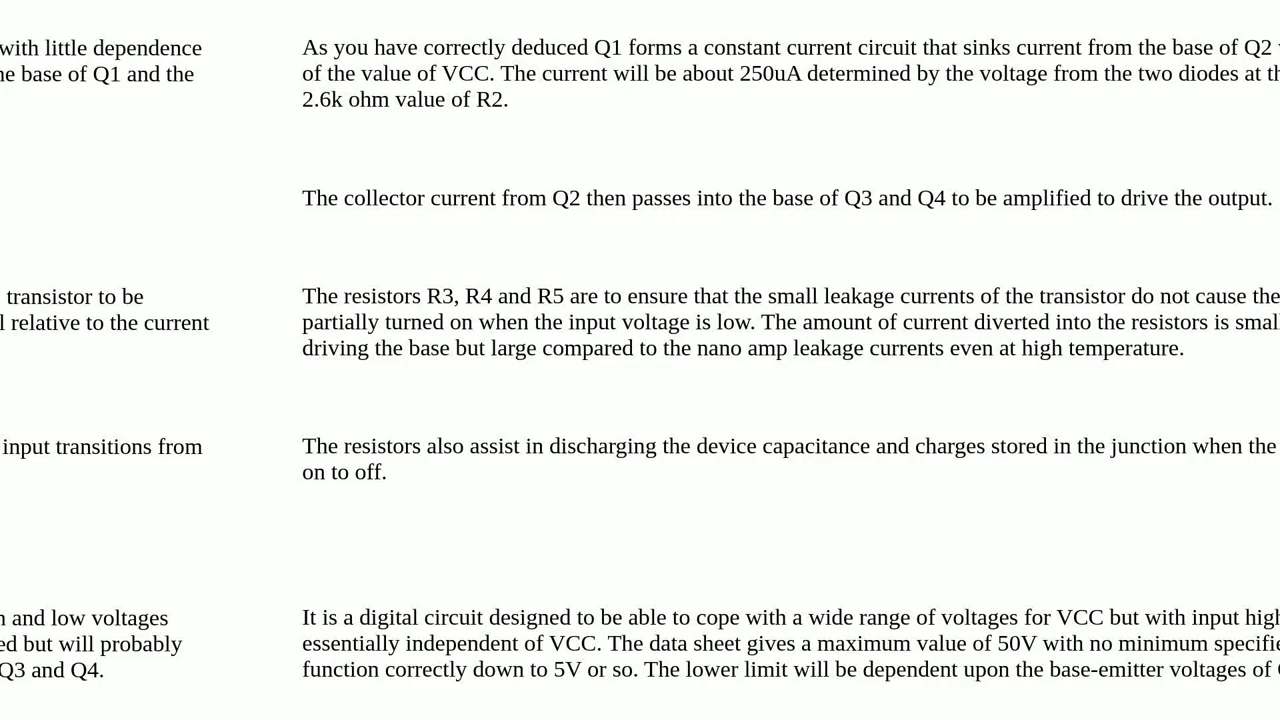 with little dependence
base of Q1 and the
transistor to be
relative to the current
input transitions from
and low voltages
but will probably
Q3 and Q4.
As you have correctly deduced Q1 forms a constant current circuit that sinks current from the base of Q2
of the value of VCC. The current will be about 250uA determined by the voltage from the two diodes at
2.6k ohm value of R2.
The collector current from Q2 then passes into the base of Q3 and Q4 to be amplified to drive the output.
The resistors R3, R4 and R5 are to ensure that the small leakage currents of the transistor do not cause the
partially turned on when the input voltage is low. The amount of current diverted into the resistors is
driving the base but large compared to the nano amp leakage currents even at high temperature.
The resistors also assist in discharging the device capacitance and charges stored in the junction when the
on to off.
It is a digital circuit designed to be able to cope with a wide range of voltages for VCC but with input
essentially independent of VCC. The data sheet gives a maximum value of 50V with no minimum
function correctly down to 5V or so. The lower limit will be dependent upon the base-emitter voltages of